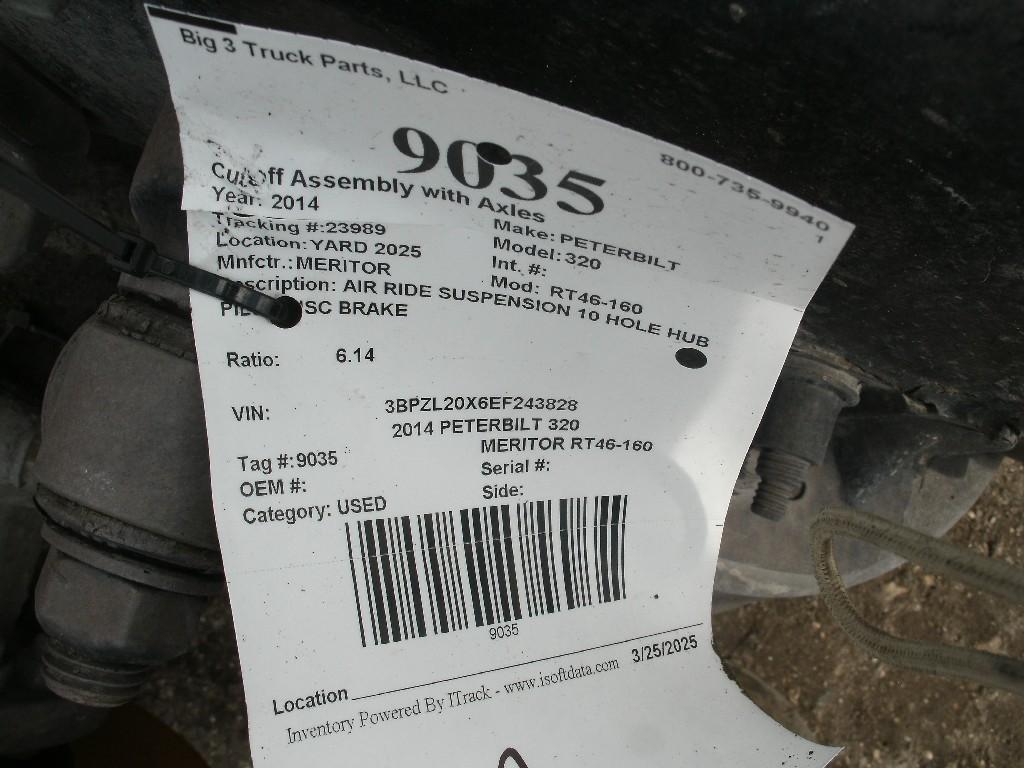 Big 3 Truck Parts, LLC
800-735-9940
9035
1
Cutoff Assembly with Axles
Year: 2014
Make: PETERBILT
Tracking #:23989
Model: 320
Location: YARD 2025
Int. #:
Mnfctr.: MERITOR
Mod: RT46-160
scription: AIR RIDE SUSPENSION 10 HOLE HUB
SC BRAKE
Ratio: 6.14
VIN: 3BPZL20X6EF243828
2014 PETERBILT 320
MERITOR RT46-160
Tag #:9035
Serial #:
OEM #:
Side:
Category: USED
9035
Location
3/25/2025
Inventory Powered By ITrack - www.isoftdata.com